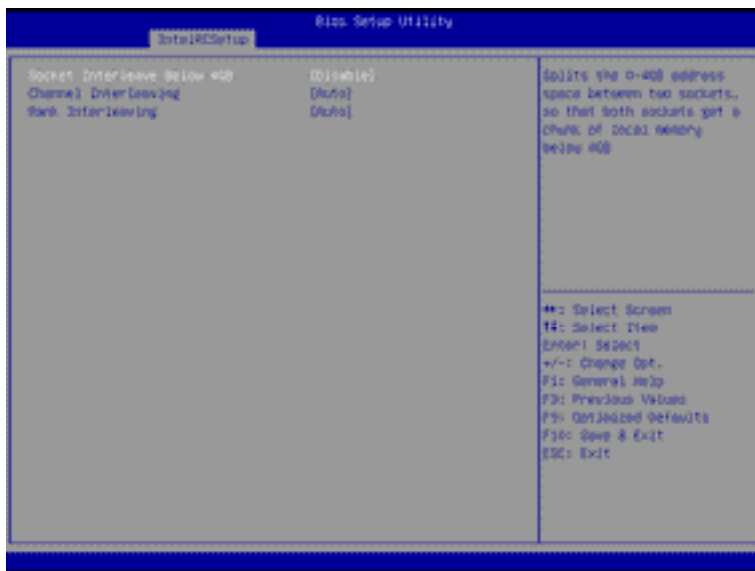 Bios Setup Utility
IntelRCSetup
Socket Interleave Below 4GB [Disable]
Channel Interleaving [Auto]
Rank Interleaving [Auto]
Splits the 0-4GB address
space between two sockets,
so that both sockets get a
chunk of local memory
below 4GB
: Select Screen
↑↓: Select Item
Enter: Select
+/-: Change Opt.
F1: General Help
F3: Previous Values
F9: Optimized Defaults
F10: Save & Exit
ESC: Exit